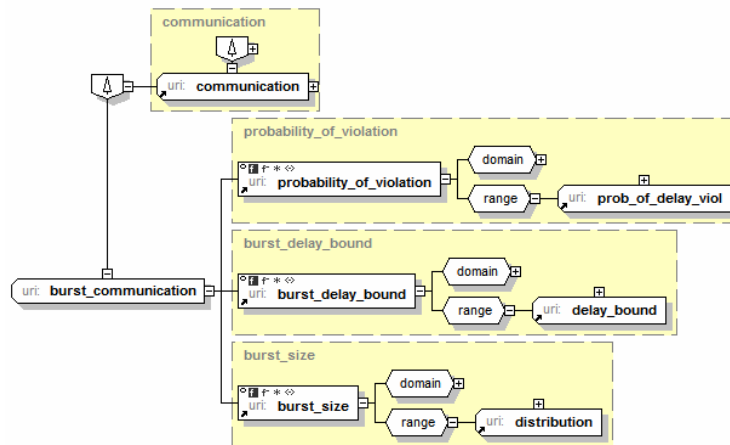 communication
uri: communication
probability_of_violation
uri: probability_of_violation
domain
range
uri: prob_of_delay_viol
burst_delay_bound
uri: burst_communication
uri: burst_delay_bound
domain
range
uri: delay_bound
burst_size
uri: burst_size
domain
range
uri: distribution